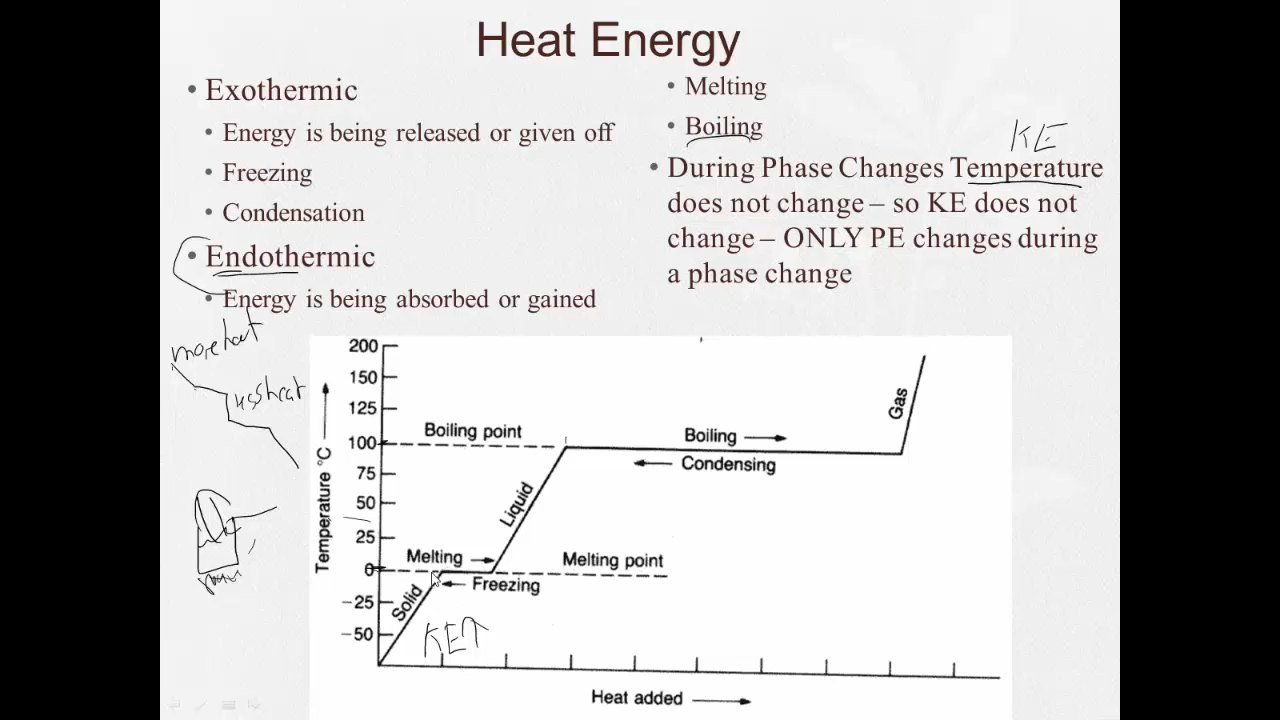 Heat Energy
• Exothermic
• Energy is being released or given off
• Freezing
• Condensation
• Endothermic
• Energy is being absorbed or gained
• Melting
• Boiling
KE
• During Phase Changes Temperature
does not change – so KE does not
change – ONLY PE changes during
a phase change
more heat
less heat
Temperature °C
200
150
125
100
75
50
25
0
−25
−50
Boiling point
Boiling
Condensing
Gas
Liquid
Melting
Melting point
Freezing
Solid
KE↑
Heat added